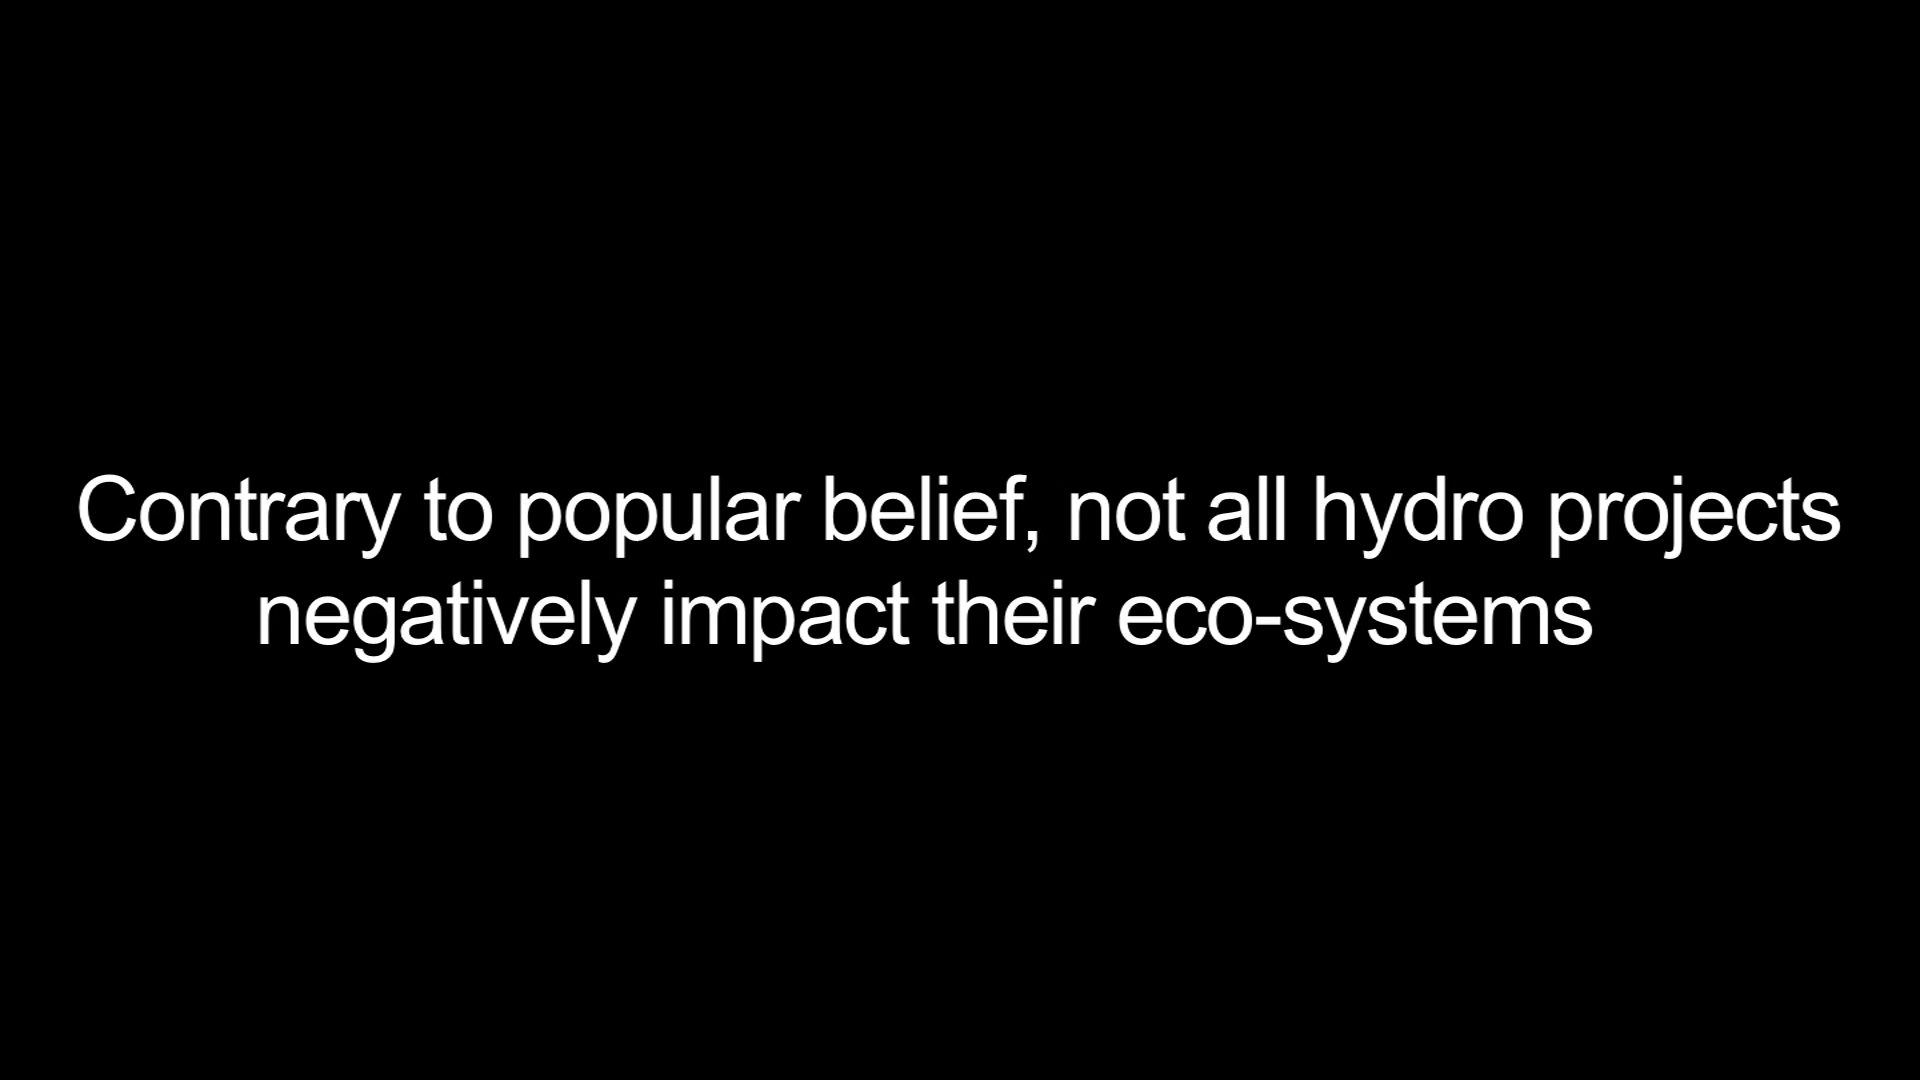 Contrary to popular belief, not all hydro projects
negatively impact their eco-systems